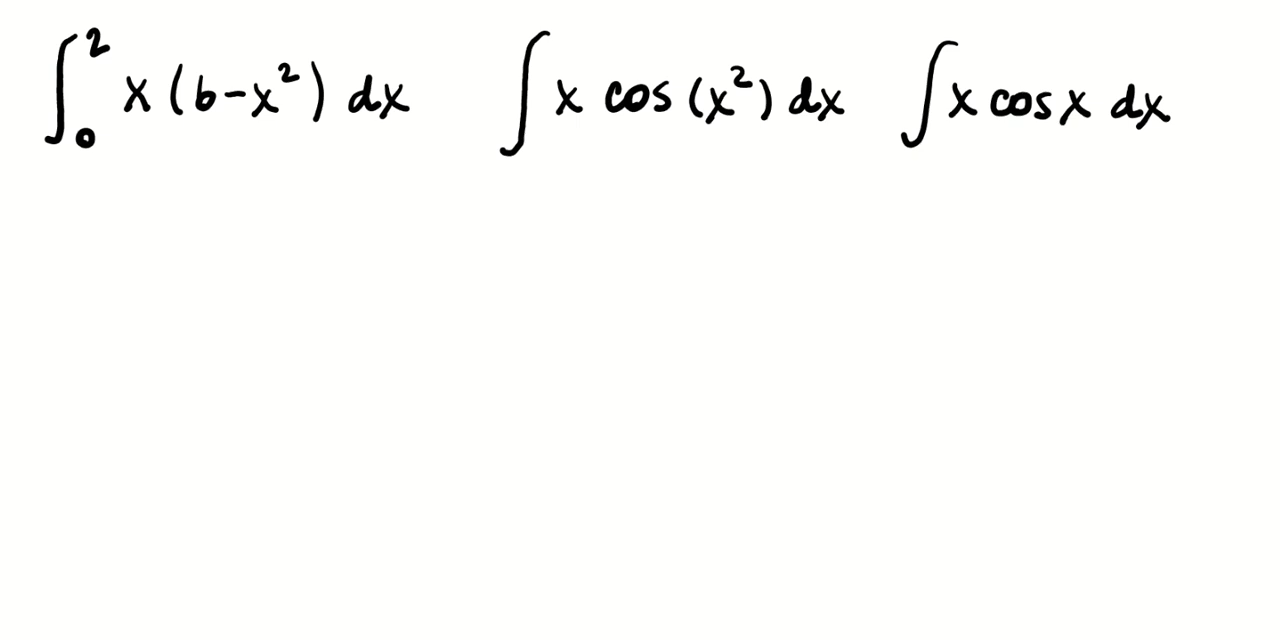 ∫₀² x(6-x²) dx ∫ x cos(x²) dx ∫ x cos x dx